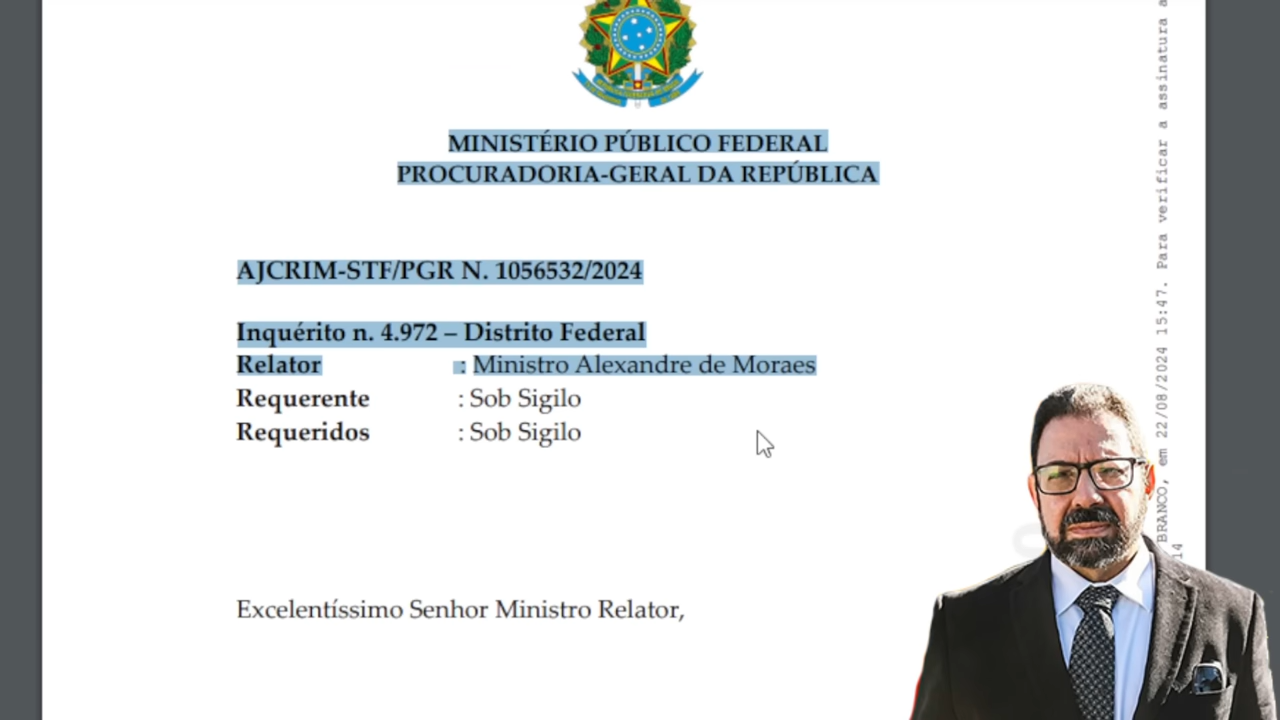 MINISTÉRIO PÚBLICO FEDERAL
PROCURADORIA-GERAL DA REPÚBLICA
AJCRIM-STF/PGR N. 1056532/2024
Inquérito n. 4.972 – Distrito Federal
Relator : Ministro Alexandre de Moraes
Requerente : Sob Sigilo
Requeridos : Sob Sigilo
Excelentíssimo Senhor Ministro Relator,
BRANCO, em 22/08/2024 15:47. Para verificar a assinatura a
14